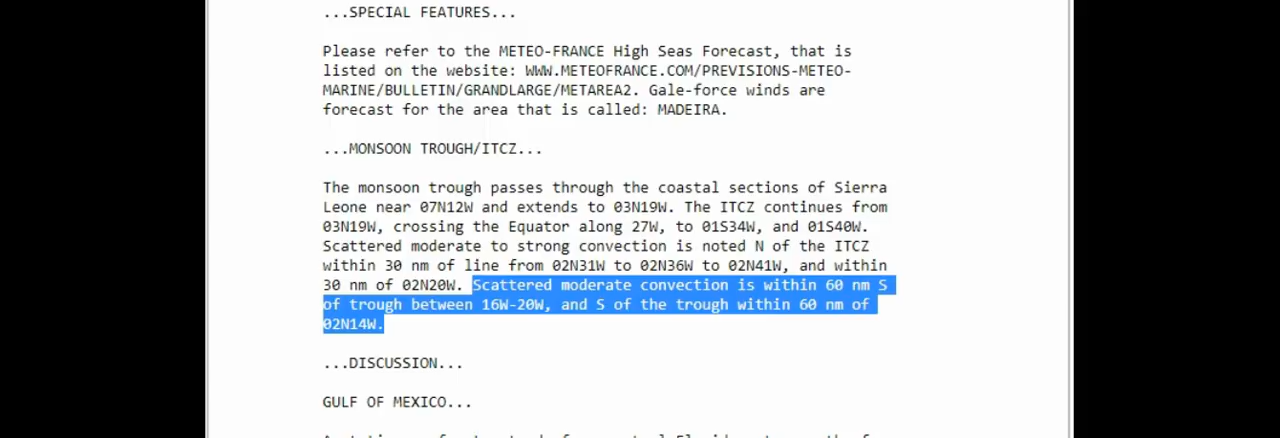 ...SPECIAL FEATURES...
Please refer to the METEO-FRANCE High Seas Forecast, that is
listed on the website: WWW.METEOFRANCE.COM/PREVISIONS-METEO-
MARINE/BULLETIN/GRANDLARGE/METAREA2. Gale-force winds are
forecast for the area that is called: MADEIRA.
...MONSOON TROUGH/ITCZ...
The monsoon trough passes through the coastal sections of Sierra
Leone near 07N12W and extends to 03N19W. The ITCZ continues from
03N19W, crossing the Equator along 27W, to 01S34W, and 01S40W.
Scattered moderate to strong convection is noted N of the ITCZ
within 30 nm of line from 02N31W to 02N36W to 02N41W, and within
30 nm of 02N20W. Scattered moderate convection is within 60 nm S
of trough between 16W-20W, and S of the trough within 60 nm of
02N14W.
...DISCUSSION...
GULF OF MEXICO...